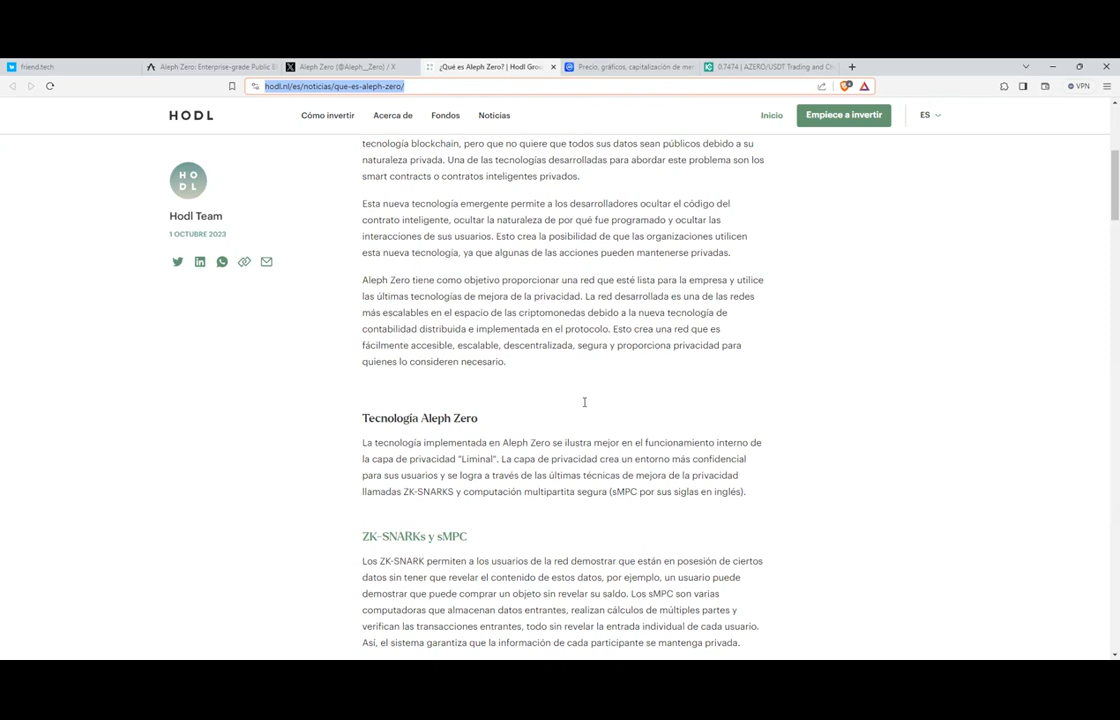 friend.tech
Aleph Zero: Enterprise-grade Public Bl
Aleph Zero (@Aleph__Zero) / X
¿Qué es Aleph Zero? | Hodl Grou
Precio, gráficos, capitalización de mer
0.7474 | AZERO/USDT Trading and Ch
hodl.nl/es/noticias/que-es-aleph-zero/
VPN
HODL
Cómo invertir
Acerca de
Fondos
Noticias
Inicio
Empiece a invertir
ES
HO
DL
Hodl Team
1 OCTUBRE 2023
tecnología blockchain, pero que no quiere que todos sus datos sean públicos debido a su
naturaleza privada. Una de las tecnologías desarrolladas para abordar este problema son los
smart contracts o contratos inteligentes privados.
Esta nueva tecnología emergente permite a los desarrolladores ocultar el código del
contrato inteligente, ocultar la naturaleza de por qué fue programado y ocultar las
interacciones de sus usuarios. Esto crea la posibilidad de que las organizaciones utilicen
esta nueva tecnología, ya que algunas de las acciones pueden mantenerse privadas.
Aleph Zero tiene como objetivo proporcionar una red que esté lista para la empresa y utilice
las últimas tecnologías de mejora de la privacidad. La red desarrollada es una de las redes
más escalables en el espacio de las criptomonedas debido a la nueva tecnología de
contabilidad distribuida e implementada en el protocolo. Esto crea una red que es
fácilmente accesible, escalable, descentralizada, segura y proporciona privacidad para
quienes lo consideren necesario.
Tecnología Aleph Zero
La tecnología implementada en Aleph Zero se ilustra mejor en el funcionamiento interno de
la capa de privacidad "Liminal". La capa de privacidad crea un entorno más confidencial
para sus usuarios y se logra a través de las últimas técnicas de mejora de la privacidad
llamadas ZK-SNARKS y computación multipartita segura (sMPC por sus siglas en inglés).
ZK-SNARKs y sMPC
Los ZK-SNARK permiten a los usuarios de la red demostrar que están en posesión de ciertos
datos sin tener que revelar el contenido de estos datos, por ejemplo, un usuario puede
demostrar que puede comprar un objeto sin revelar su saldo. Los sMPC son varias
computadoras que almacenan datos entrantes, realizan cálculos de múltiples partes y
verifican las transacciones entrantes, todo sin revelar la entrada individual de cada usuario.
Así, el sistema garantiza que la información de cada participante se mantenga privada.